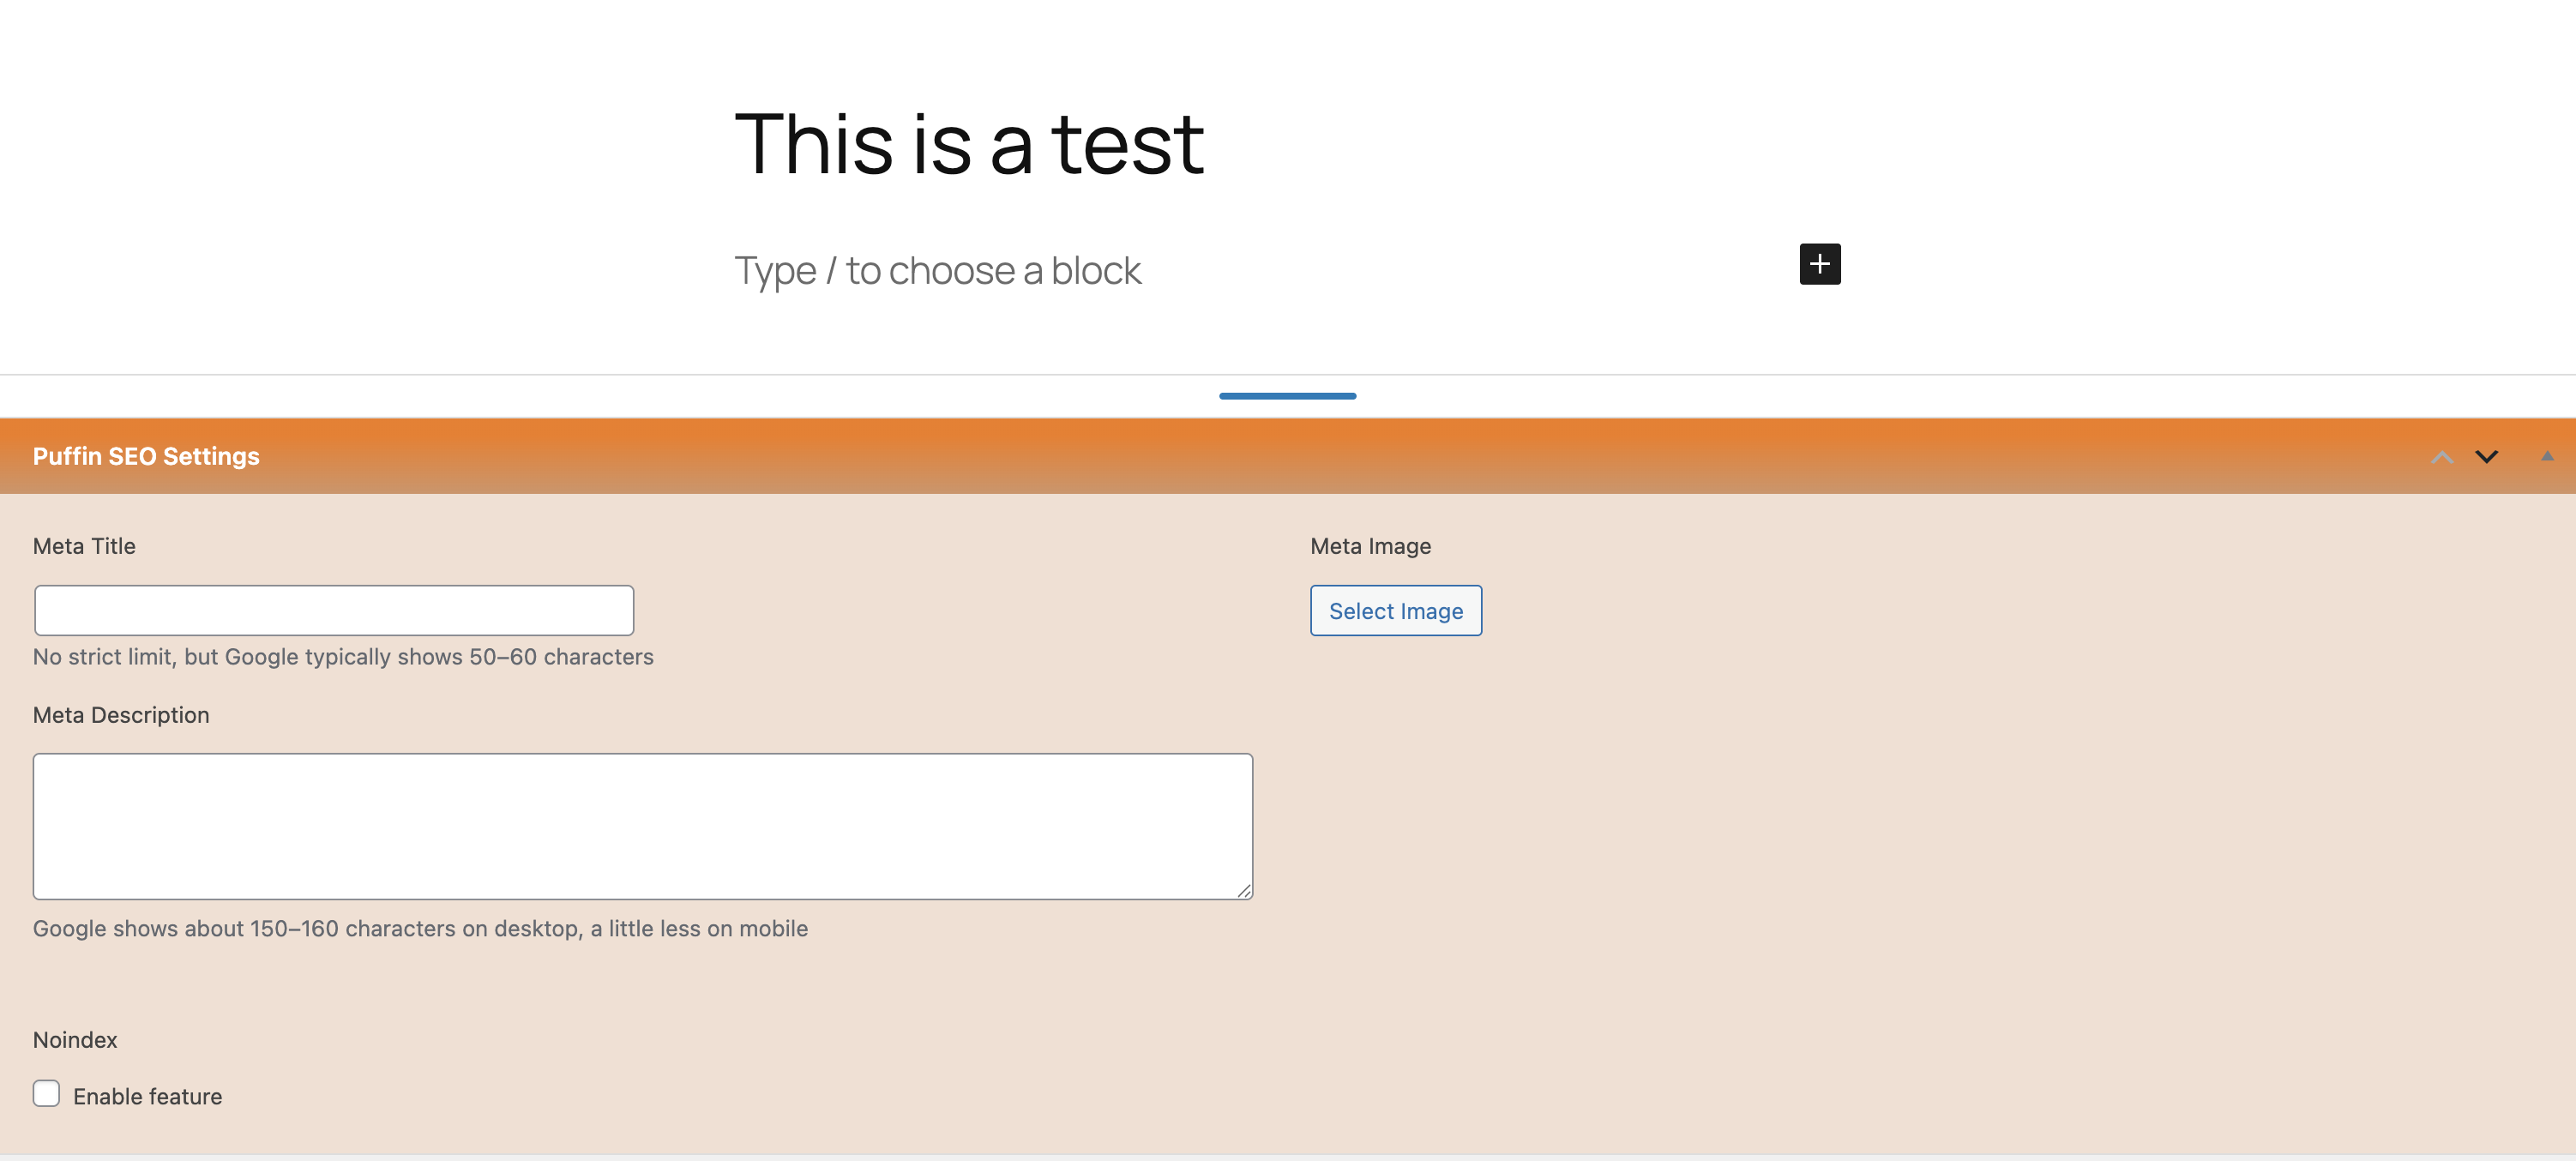 This is a test
Type / to choose a block
Puffin SEO Settings
Meta Title
No strict limit, but Google typically shows 50–60 characters
Meta Description
Google shows about 150–160 characters on desktop, a little less on mobile
Noindex
Enable feature
Meta Image
Select Image